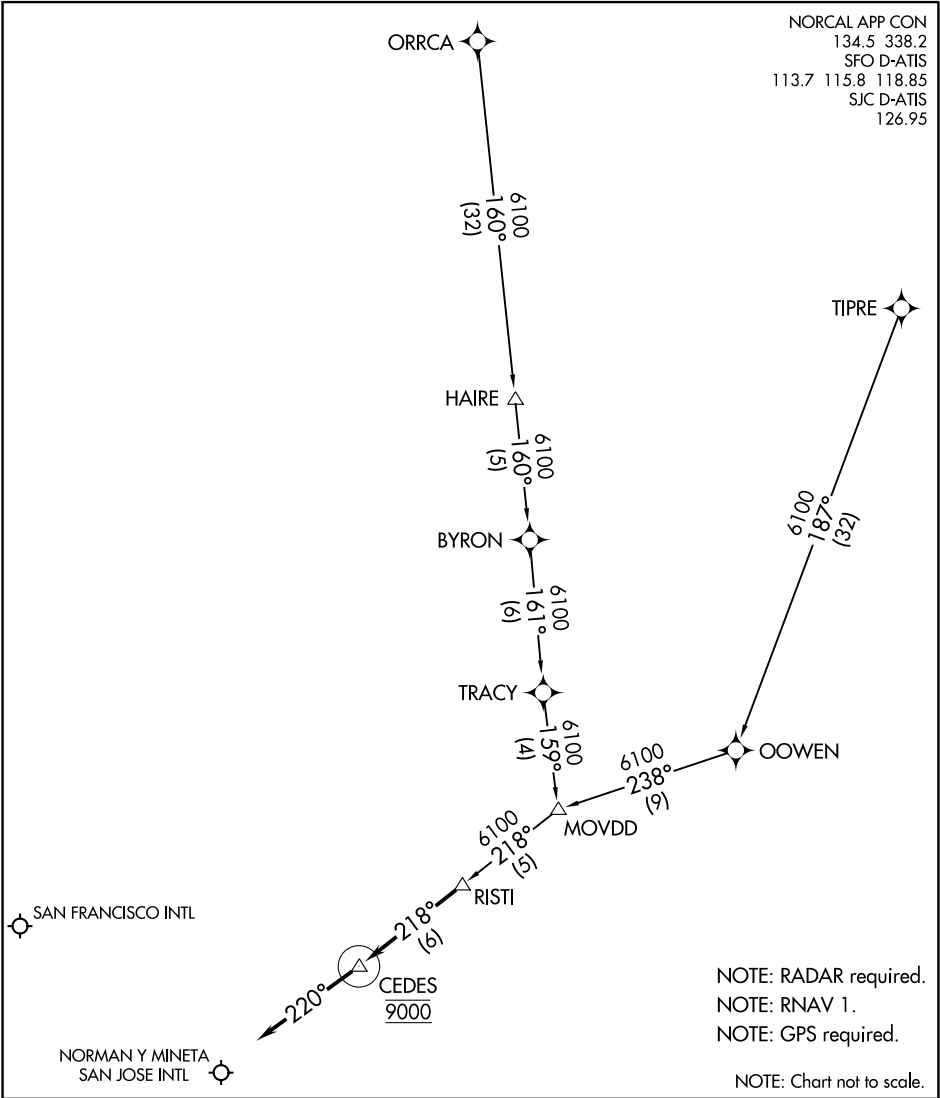 NORCAL APP CON
134.5 338.2
SFO D-ATIS
113.7 115.8 118.85
SJC D-ATIS
126.95
ORRCA
6100
160°
(32)
TIPRE
HAIRE
6100
160°
(5)
6100
187°
(32)
BYRON
6100
161°
(6)
TRACY
6100
159°
(4)
OOWEN
6100
238°
(9)
MOVDD
6100
218°
(5)
RISTI
SAN FRANCISCO INTL
218°
(6)
CEDES
9000
220°
NORMAN Y MINETA
SAN JOSE INTL
NOTE: RADAR required.
NOTE: RNAV 1.
NOTE: GPS required.
NOTE: Chart not to scale.